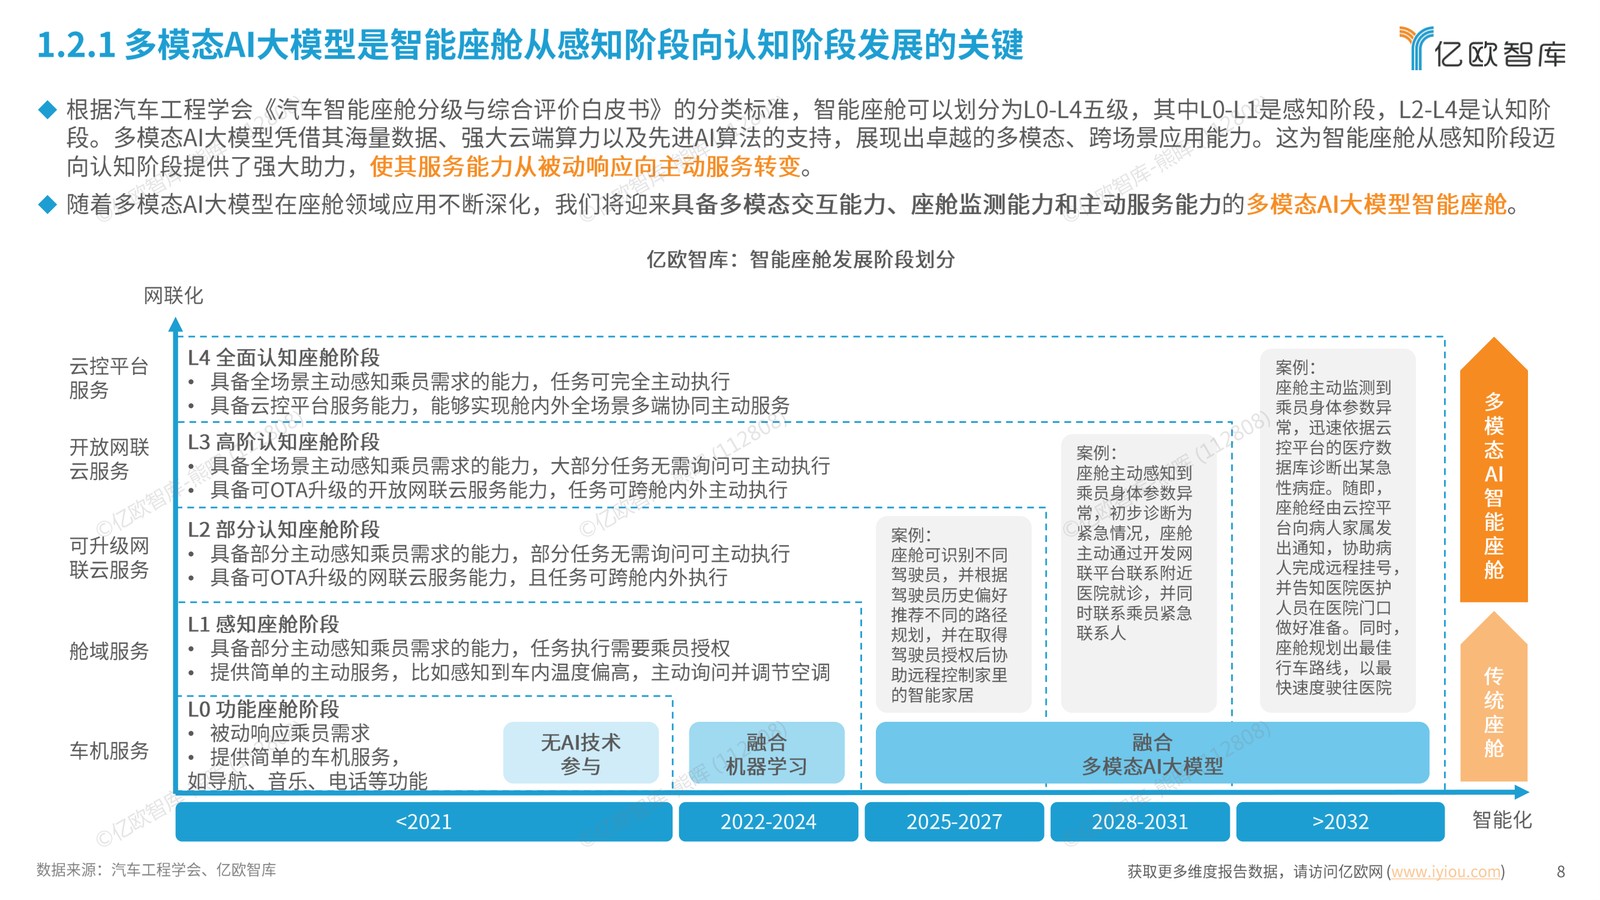 1.2.1 多模态AI大模型是智能座舱从感知阶段向认知阶段发展的关键
亿欧智库
◆ 根据汽车工程学会《汽车智能座舱分级与综合评价白皮书》的分类标准，智能座舱可以划分为L0-L4五级，其中L0-L1是感知阶段，L2-L4是认知阶
段。多模态AI大模型凭借其海量数据、强大云端算力以及先进AI算法的支持，展现出卓越的多模态、跨场景应用能力。这为智能座舱从感知阶段迈
向认知阶段提供了强大助力，使其服务能力从被动响应向主动服务转变。
◆ 随着多模态AI大模型在座舱领域应用不断深化，我们将迎来具备多模态交互能力、座舱监测能力和主动服务能力的多模态AI大模型智能座舱。
亿欧智库：智能座舱发展阶段划分
网联化
云控平台
服务
开放网联
云服务
可升级网
联云服务
舱域服务
车机服务
L4 全面认知座舱阶段
• 具备全场景主动感知乘员需求的能力，任务可完全主动执行
• 具备云控平台服务能力，能够实现舱内外全场景多端协同主动服务
L3 高阶认知座舱阶段
• 具备全场景主动感知乘员需求的能力，大部分任务无需询问可主动执行
• 具备可OTA升级的开放网联云服务能力，任务可跨舱内外主动执行
L2 部分认知座舱阶段
• 具备部分主动感知乘员需求的能力，部分任务无需询问可主动执行
• 具备可OTA升级的网联云服务能力，且任务可跨舱内外执行
L1 感知座舱阶段
• 具备部分主动感知乘员需求的能力，任务执行需要乘员授权
• 提供简单的主动服务，比如感知到车内温度偏高，主动询问并调节空调
L0 功能座舱阶段
• 被动响应乘员需求
• 提供简单的车机服务，
如导航、音乐、电话等功能
无AI技术
参与
融合
机器学习
融合
多模态AI大模型
案例：
座舱可识别不同
驾驶员，并根据
驾驶员历史偏好
推荐不同的路径
规划，并在取得
驾驶员授权后协
助远程控制家里
的智能家居
案例：
座舱主动感知到
乘员身体参数异
常，初步诊断为
紧急情况，座舱
主动通过开发网
联平台联系附近
医院就诊，并同
时联系乘员紧急
联系人
案例：
座舱主动监测到
乘员身体参数异
常，迅速依据云
控平台的医疗数
据库诊断出某急
性病症。随即，
座舱经由云控平
台向病人家属发
出通知，协助病
人完成远程挂号，
并告知医院医护
人员在医院门口
做好准备。同时，
座舱规划出最佳
行车路线，以最
快速度驶往医院
多模态AI智能座舱
传统座舱
<2021
2022-2024
2025-2027
2028-2031
>2032
智能化
数据来源：汽车工程学会、亿欧智库
获取更多维度报告数据，请访问亿欧网 (www.iyiou.com)
8
©亿欧智库-熊晖 (112808)